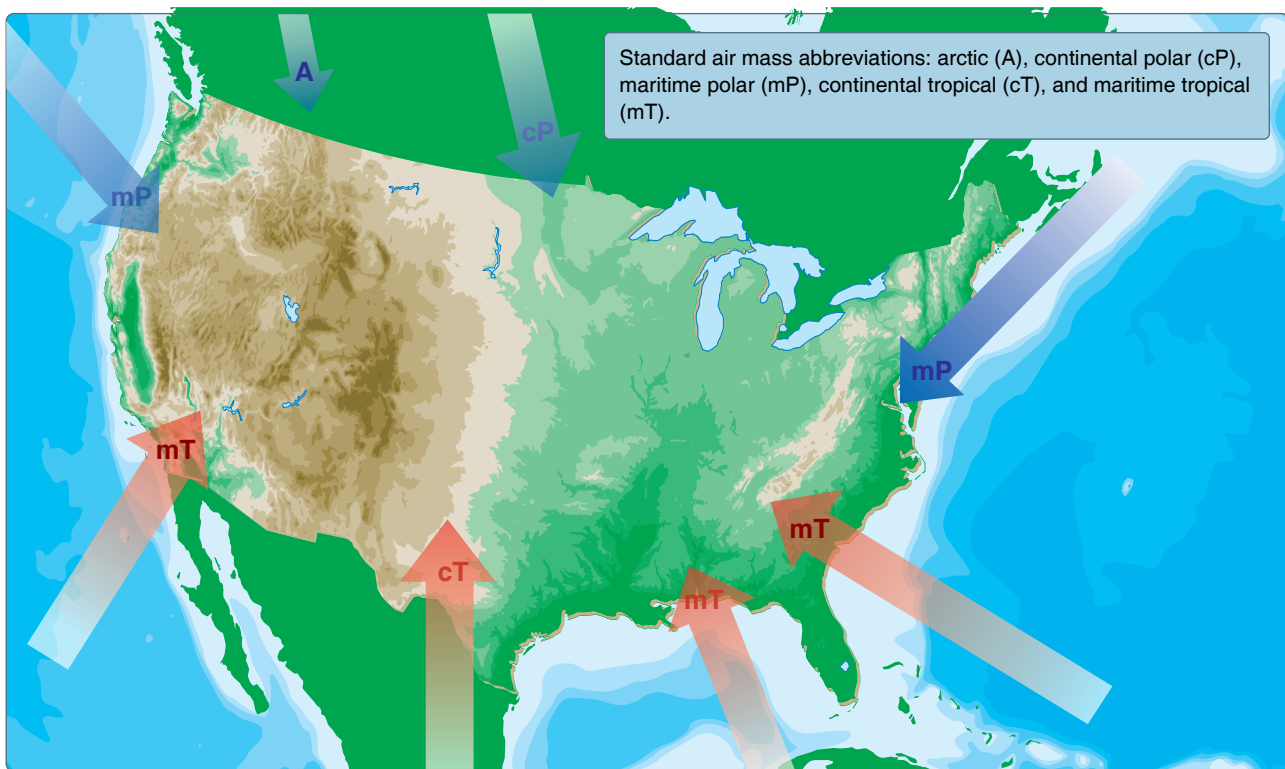 Standard air mass abbreviations: arctic (A), continental polar (cP),
maritime polar (mP), continental tropical (cT), and maritime tropical
(mT).
A
cP
mP
mP
mT
mT
cT
mT